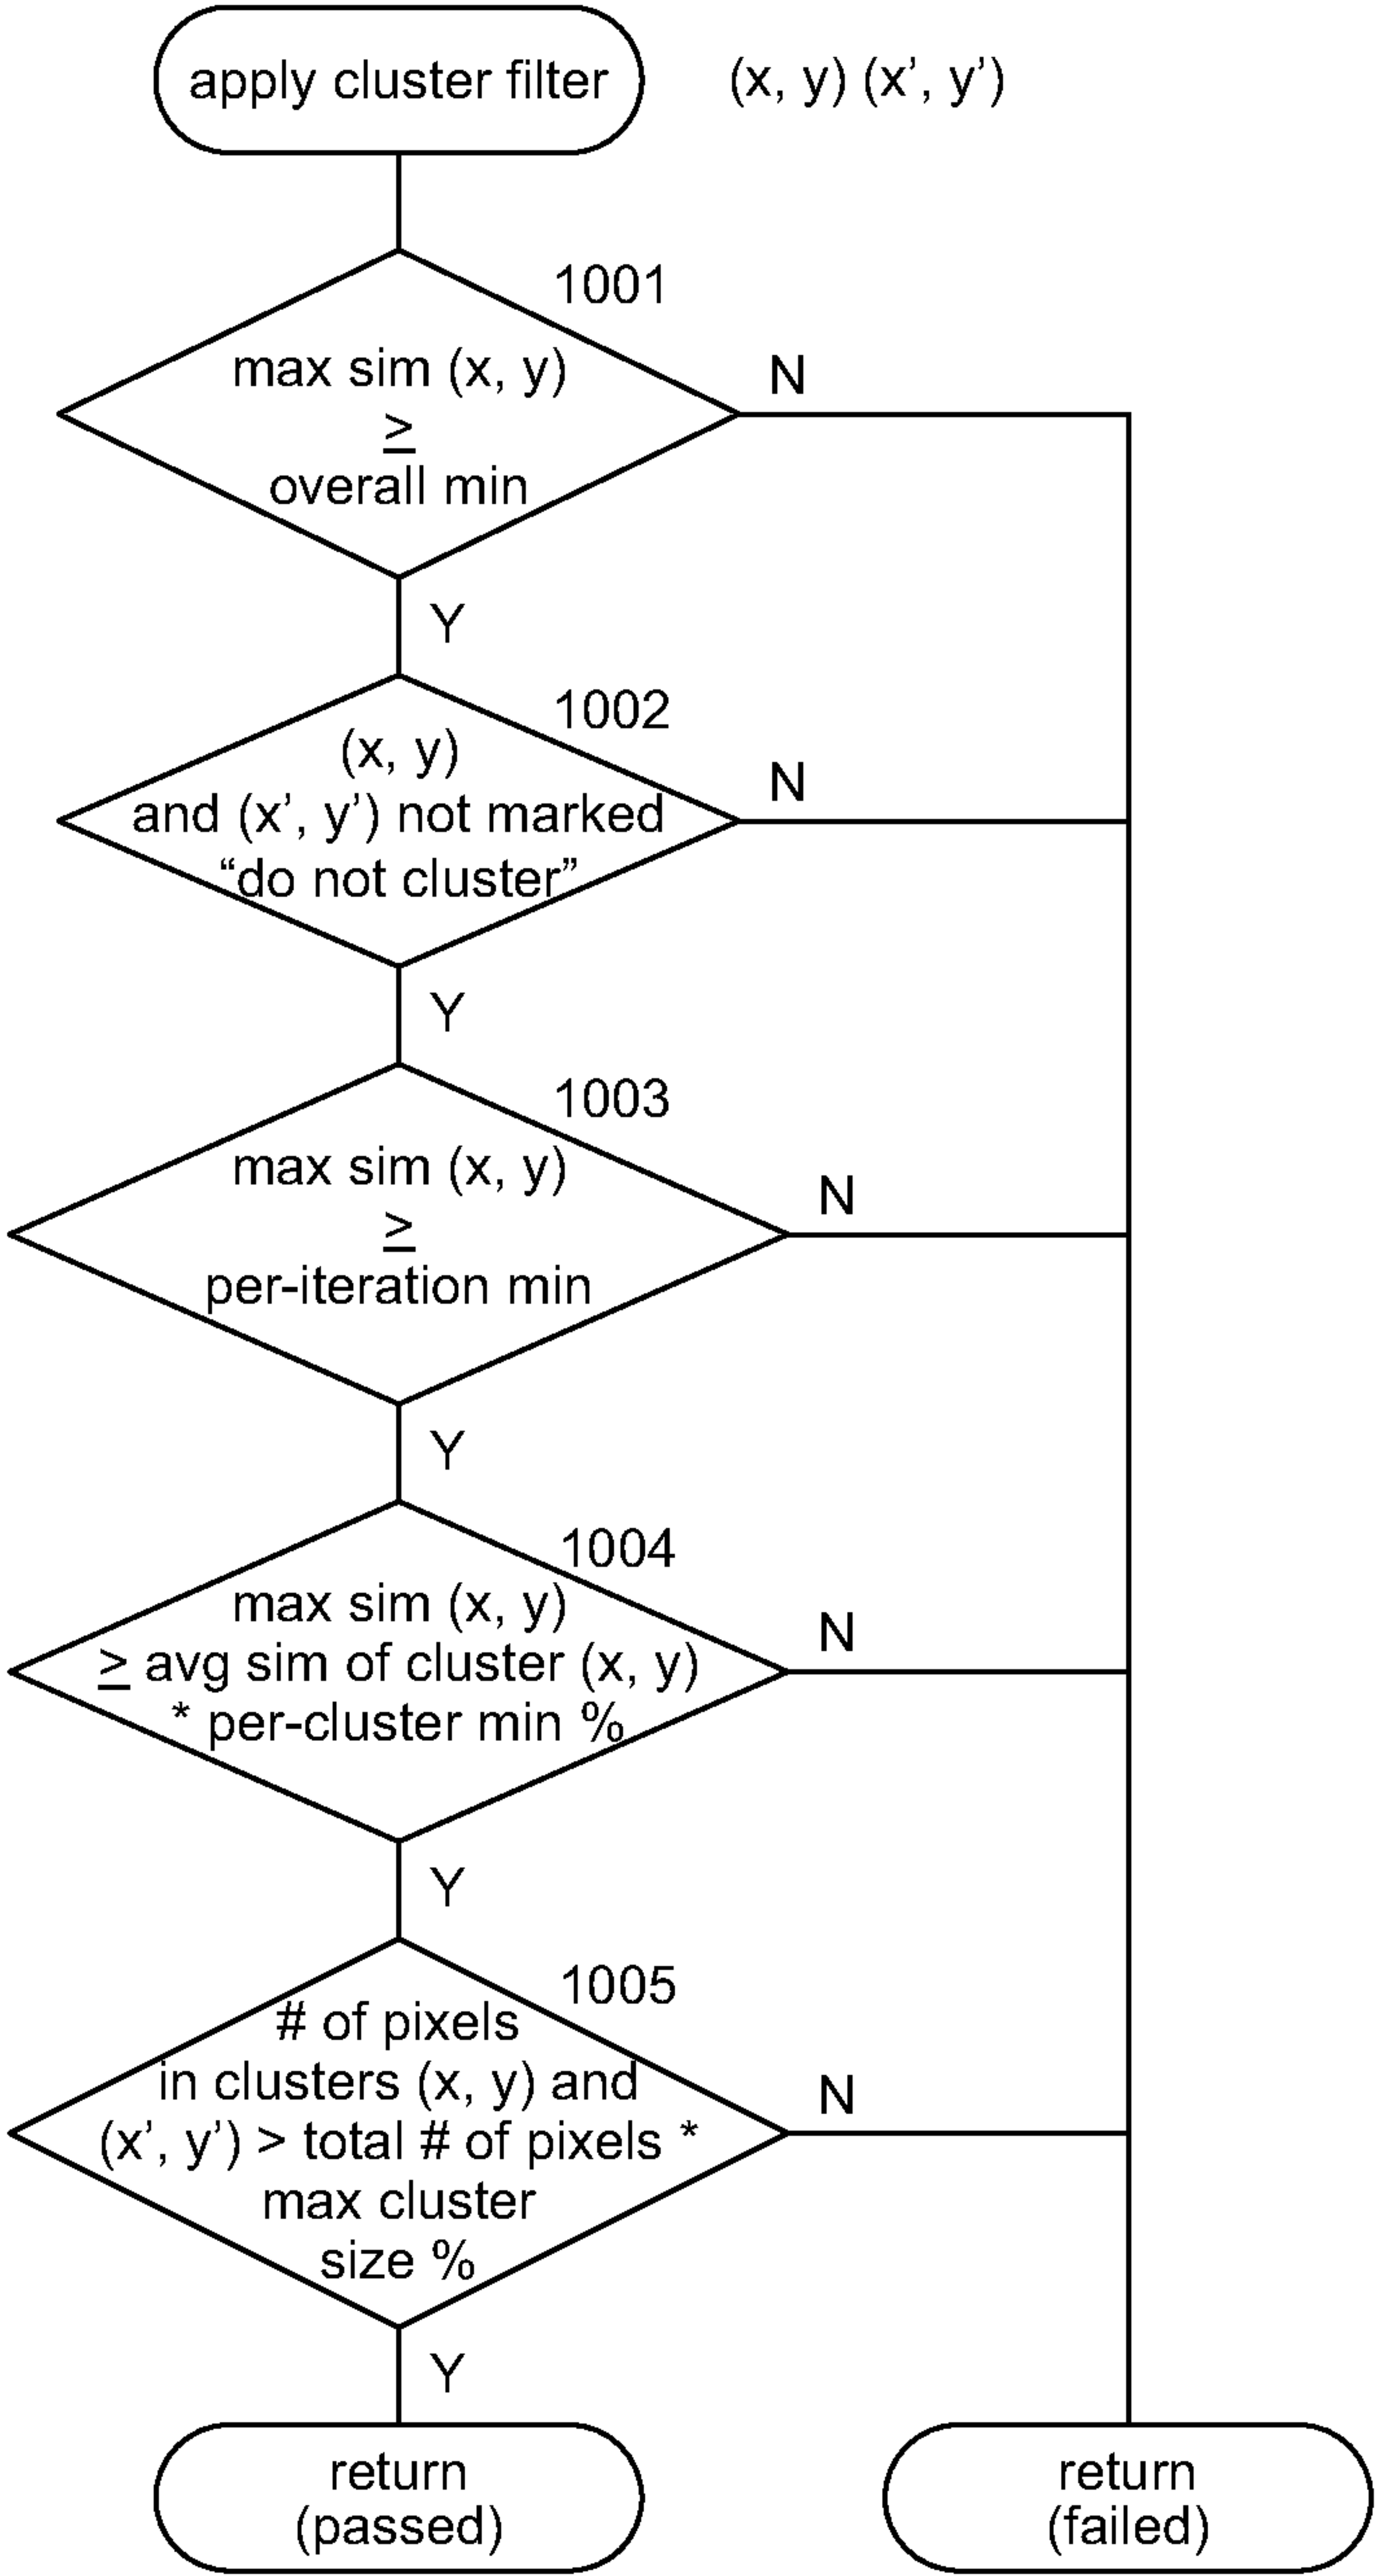 apply cluster filter
(x, y) (x’, y’)
1001
max sim (x, y)
≥
overall min
N
Y
1002
(x, y)
and (x’, y’) not marked
“do not cluster”
N
Y
1003
max sim (x, y)
≥
per-iteration min
N
Y
1004
max sim (x, y)
≥ avg sim of cluster (x, y)
* per-cluster min %
N
Y
1005
# of pixels
in clusters (x, y) and
(x’, y’) > total # of pixels *
max cluster
size %
N
Y
return
(passed)
return
(failed)